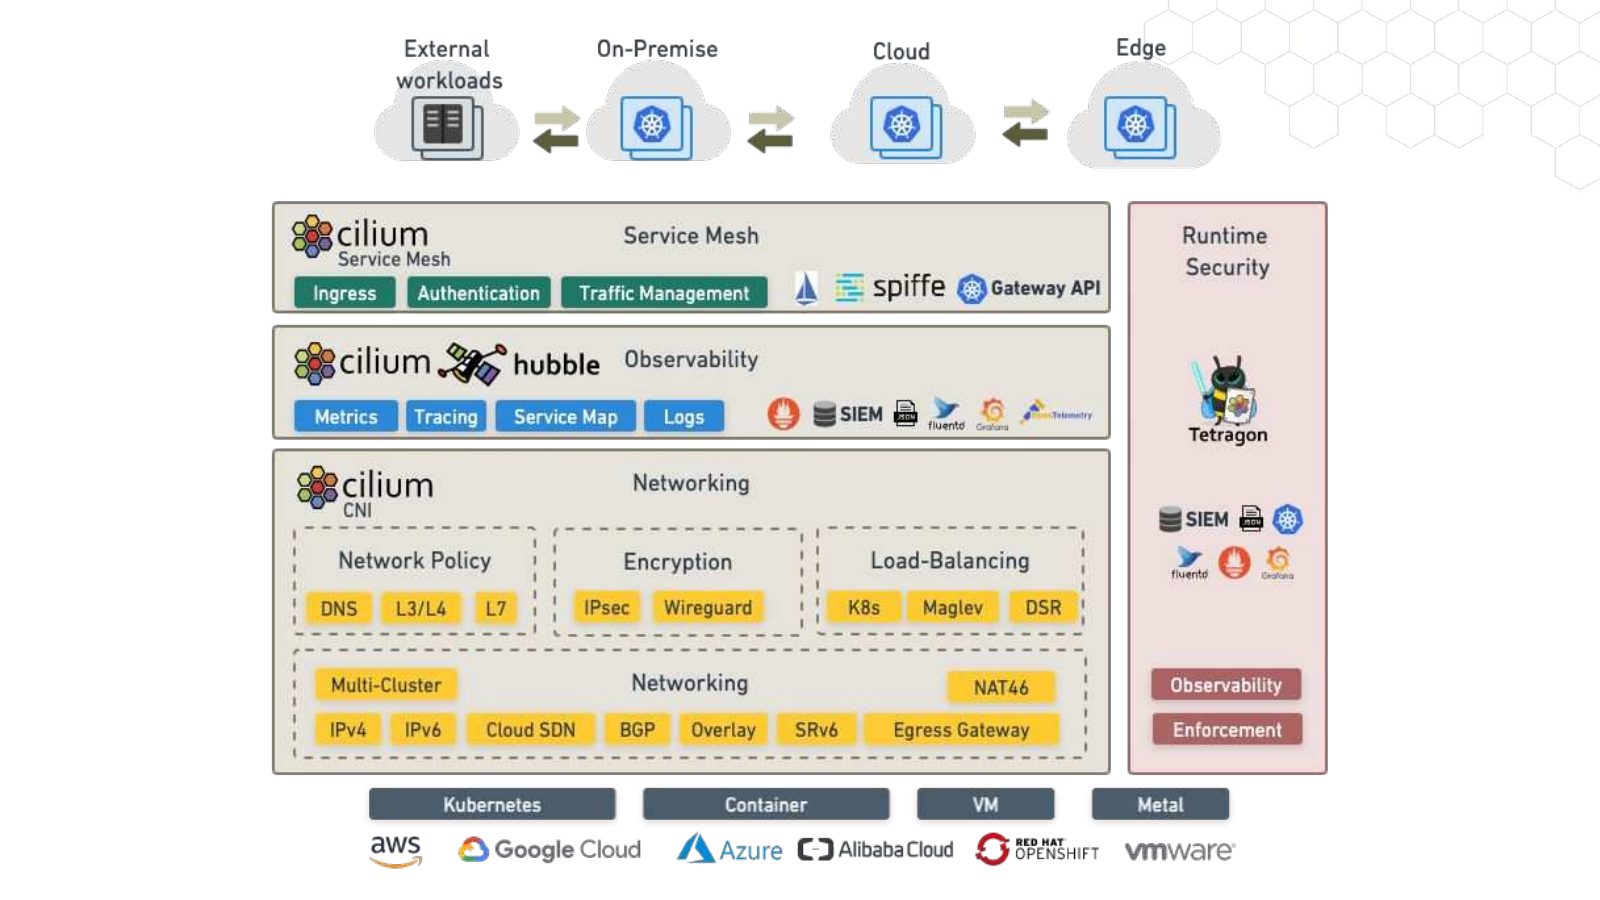 External
workloads
On-Premise
Cloud
Edge
cilium
Service Mesh
Service Mesh
Ingress
Authentication
Traffic Management
spiffe
Gateway API
cilium
hubble
Observability
Metrics
Tracing
Service Map
Logs
SIEM
JSON
fluentd
Grafana
OpenTelemetry
cilium
CNI
Networking
Network Policy
DNS
L3/L4
L7
Encryption
IPsec
Wireguard
Load-Balancing
K8s
Maglev
DSR
Multi-Cluster
Networking
NAT46
IPv4
IPv6
Cloud SDN
BGP
Overlay
SRv6
Egress Gateway
Runtime
Security
Tetragon
SIEM
JSON
fluentd
Grafana
Observability
Enforcement
Kubernetes
Container
VM
Metal
aws
Google Cloud
Azure
Alibaba Cloud
RED HAT
OPENSHIFT
vmware